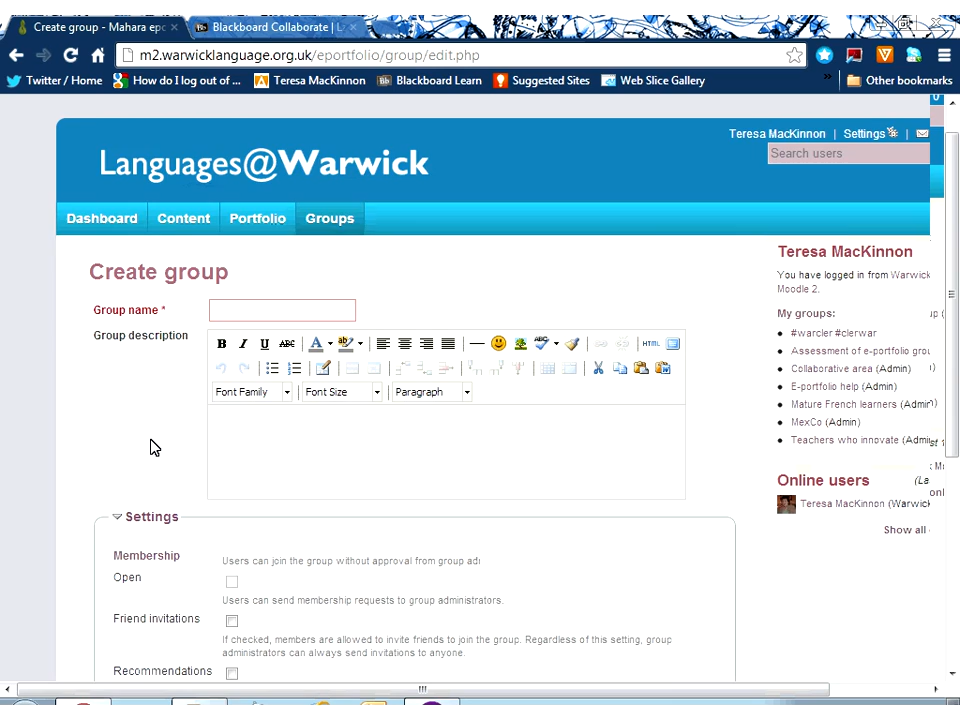 Create group - Mahara epo
Blackboard Collaborate | L
m2.warwicklanguage.org.uk/eportfolio/group/edit.php
Twitter / Home
How do I log out of ...
Teresa MacKinnon
Blackboard Learn
Suggested Sites
Web Slice Gallery
»
Other bookmarks
Teresa MacKinnon | Settings |
Search users
Languages@Warwick
Dashboard
Content
Portfolio
Groups
Create group
Group name *
Group description
B I U ABC A ab HTML
Font Family
Font Size
Paragraph
Settings
Membership
Users can join the group without approval from group
Open
Users can send membership requests to group administrators.
Friend invitations
If checked, members are allowed to invite friends to join the group. Regardless of this setting, group
administrators can always send invitations to anyone.
Recommendations
Teresa MacKinnon
You have logged in from Warwick
Moodle 2.
My groups:
#warcler #clerwar
Assessment of e-portfolio grou
Collaborative area (Admin)
E-portfolio help (Admin)
Mature French learners (Admin)
MexCo (Admin)
Teachers who innovate (Admi
Online users
Teresa MacKinnon (Warwick
Show all